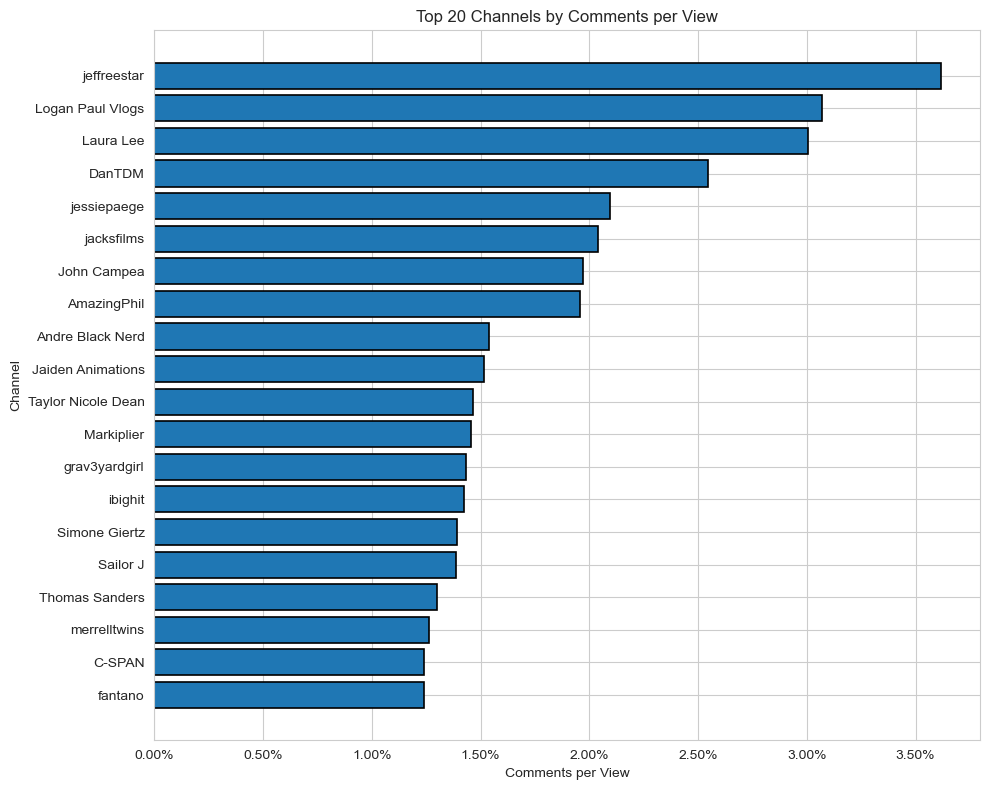 Top 20 Channels by Comments per View
jeffreestar
Logan Paul Vlogs
Laura Lee
DanTDM
jessiepaege
jacksfilms
John Campea
AmazingPhil
Andre Black Nerd
Jaiden Animations
Taylor Nicole Dean
Markiplier
grav3yardgirl
ibighit
Simone Giertz
Sailor J
Thomas Sanders
merrelltwins
C-SPAN
fantano
Channel
0.00% 0.50% 1.00% 1.50% 2.00% 2.50% 3.00% 3.50%
Comments per View